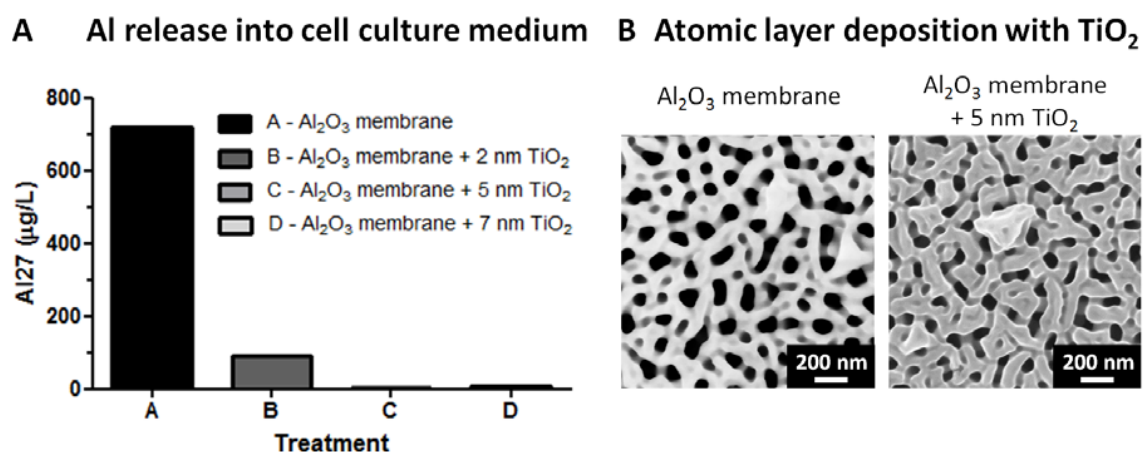 A Al release into cell culture medium
800
600
400
200
0
Al27 (µg/L)
A - Al₂O₃ membrane
B - Al₂O₃ membrane + 2 nm TiO₂
C - Al₂O₃ membrane + 5 nm TiO₂
D - Al₂O₃ membrane + 7 nm TiO₂
A B C D
Treatment
B Atomic layer deposition with TiO₂
Al₂O₃ membrane
Al₂O₃ membrane
+ 5 nm TiO₂
200 nm
200 nm